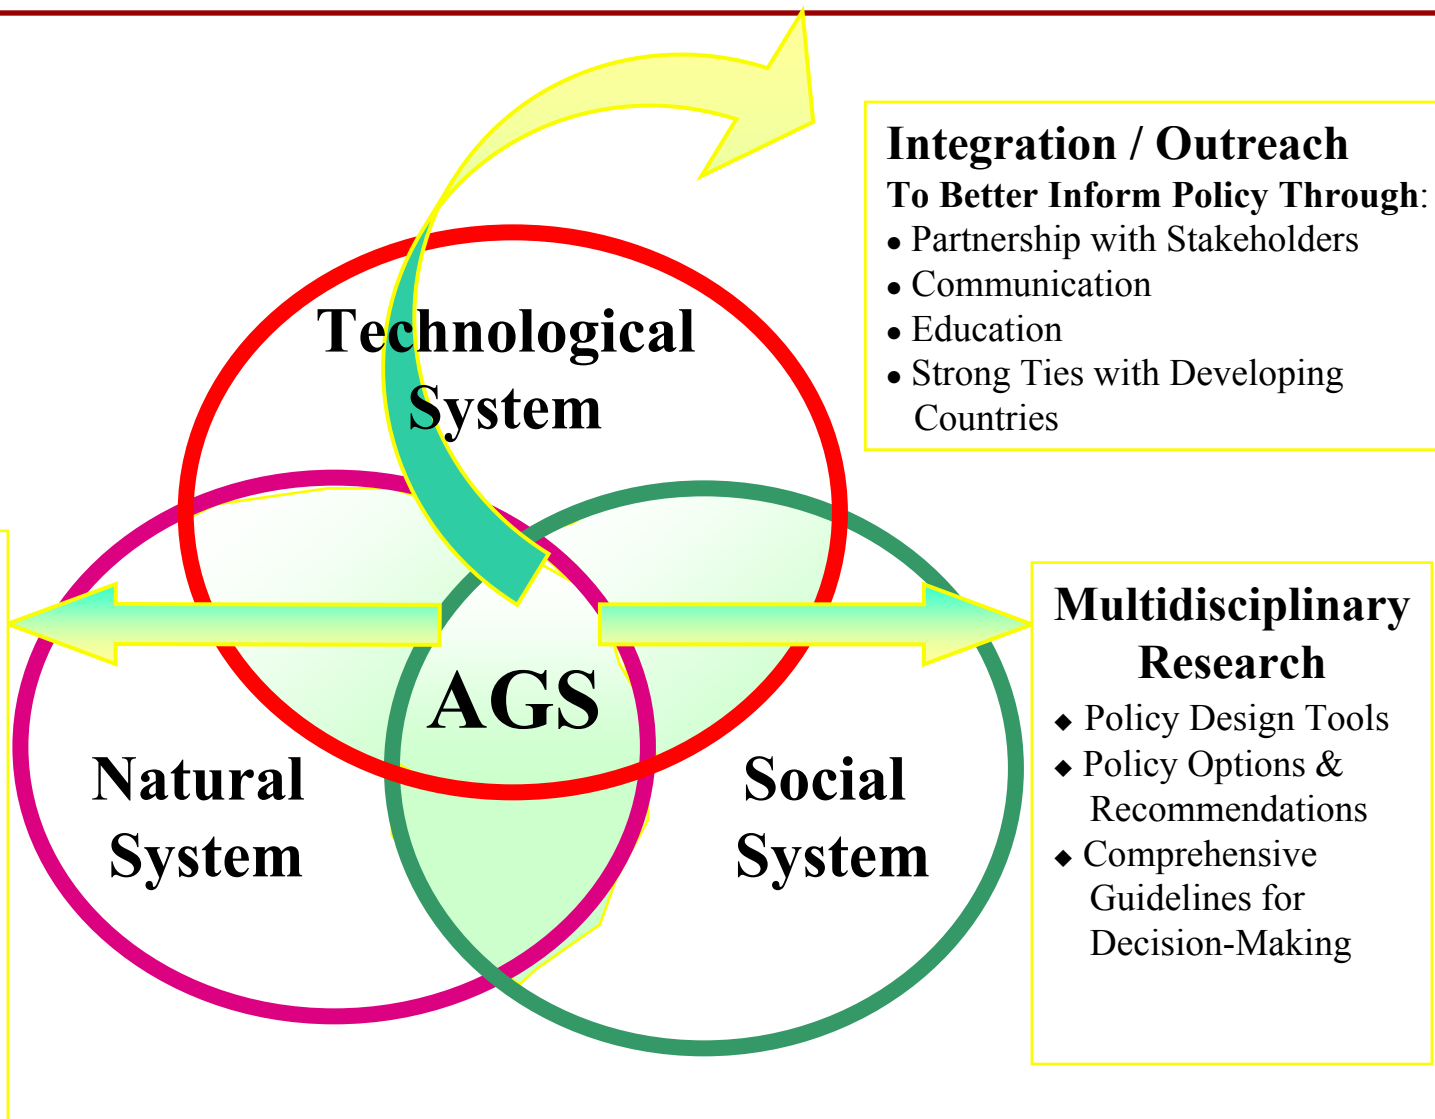 Integration / Outreach
To Better Inform Policy Through:
• Partnership with Stakeholders
• Communication
• Education
• Strong Ties with Developing
Countries
Technological
System
AGS
Natural
System
Social
System
Multidisciplinary
Research
◆ Policy Design Tools
◆ Policy Options &
Recommendations
◆ Comprehensive
Guidelines for
Decision-Making